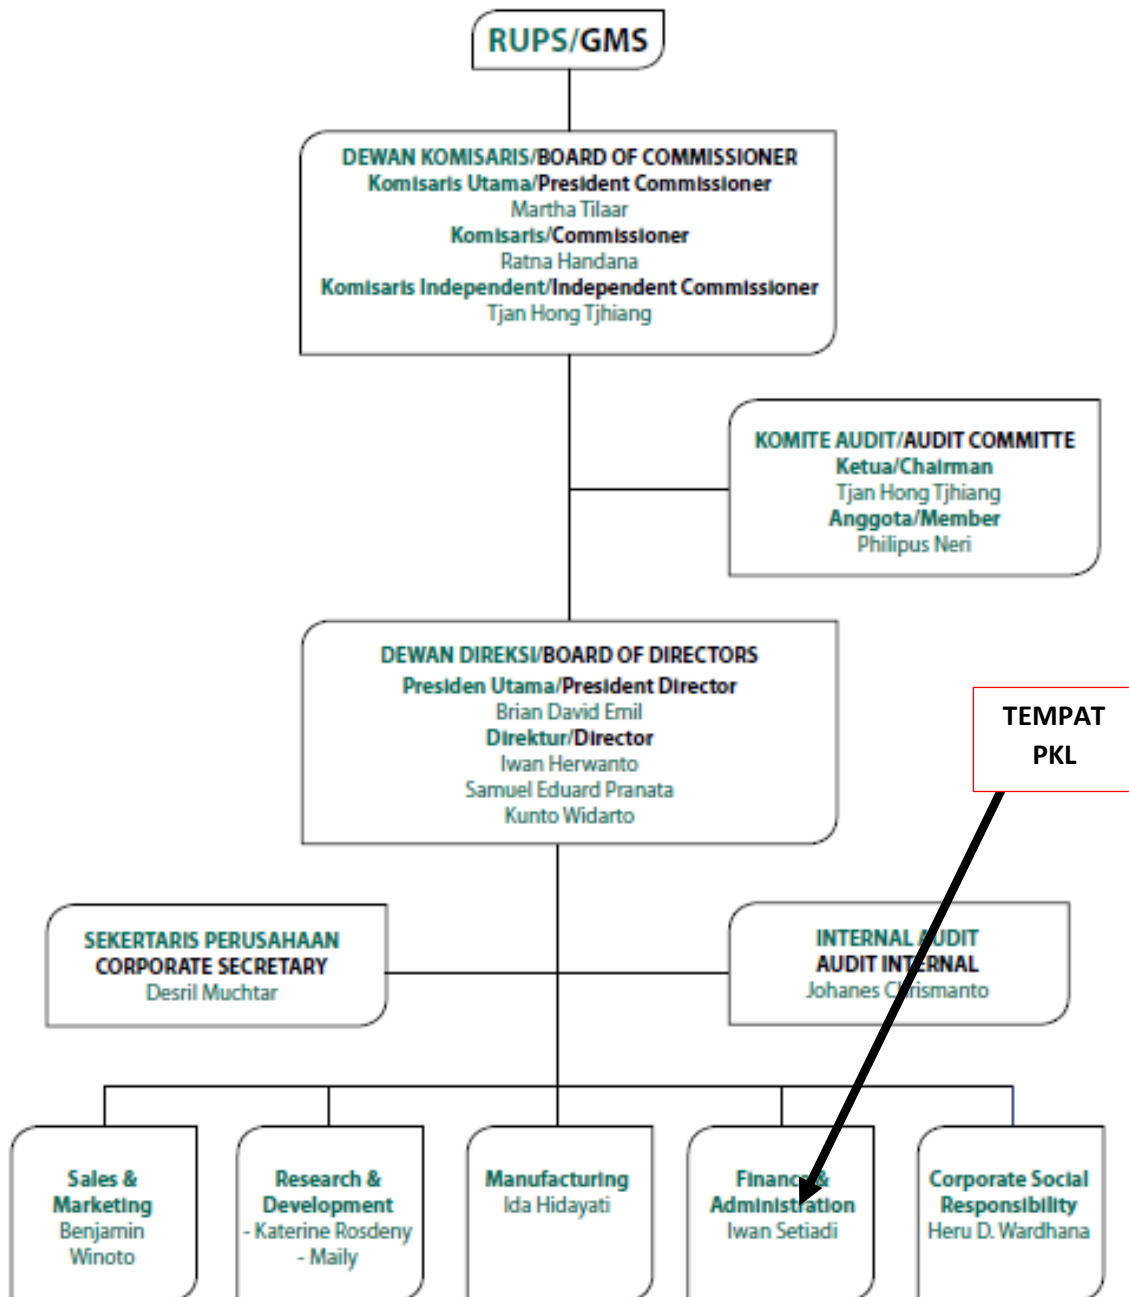 RUPS/GMS
DEWAN KOMISARIS/BOARD OF COMMISSIONER
Komisaris Utama/President Commissioner
Martha Tilaar
Komisaris/Commissioner
Ratna Handana
Komisaris Independent/Independent Commissioner
Tjan Hong Tjhiang
KOMITE AUDIT/AUDIT COMMITTE
Ketua/Chairman
Tjan Hong Tjhiang
Anggota/Member
Philipus Neri
DEWAN DIREKSI/BOARD OF DIRECTORS
Presiden Utama/President Director
Brian David Emil
Direktur/Director
Iwan Herwanto
Samuel Eduard Pranata
Kunto Widarto
TEMPAT
PKL
SEKERTARIS PERUSAHAAN
CORPORATE SECRETARY
Desril Muchtar
INTERNAL AUDIT
AUDIT INTERNAL
Johanes Chrismanto
Sales &
Marketing
Benjamin
Winoto
Research &
Development
- Katerine Rosdeny
- Maily
Manufacturing
Ida Hidayati
Finance &
Administration
Iwan Setiadi
Corporate Social
Responsibility
Heru D. Wardhana